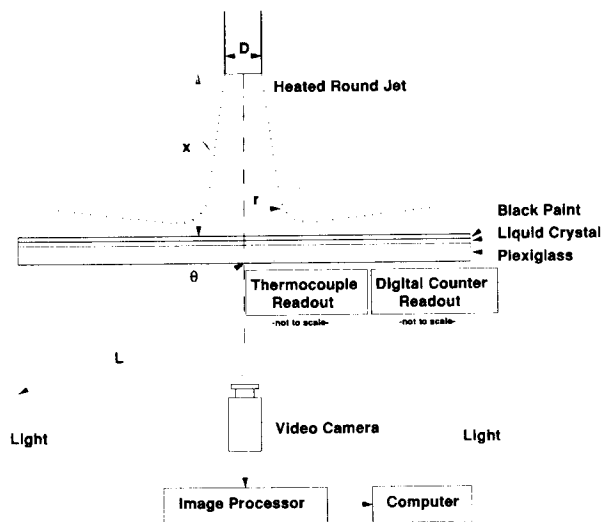 D
Heated Round Jet
x
r
Black Paint
Liquid Crystal
Plexiglass
θ
Thermocouple
Readout
Digital Counter
Readout
-not to scale-
-not to scale-
L
Light
Video Camera
Light
Image Processor
Computer